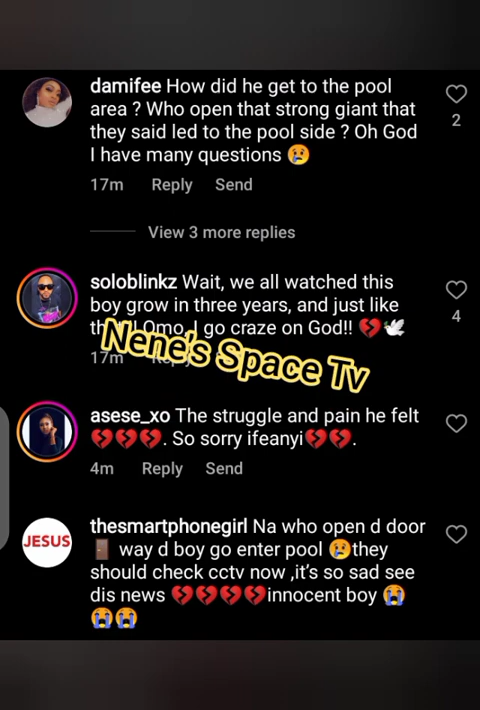 damifee How did he get to the pool
area ? Who open that strong giant that
they said led to the pool side ? Oh God
I have many questions 😢
2
17m Reply Send
View 3 more replies
soloblinkz Wait, we all watched this
boy grow in three years, and just like
Omo, I go craze on God!! 💔🕊️
4
17m
Nene's Space Tv
asese_xo The struggle and pain he felt
💔💔💔. So sorry ifeanyi💔💔.
4m Reply Send
thesmartphonegirl Na who open d door
🚪 way d boy go enter pool 😢they
should check cctv now ,it's so sad see
dis news 💔💔💔💔innocent boy 😭
😭😭
JESUS